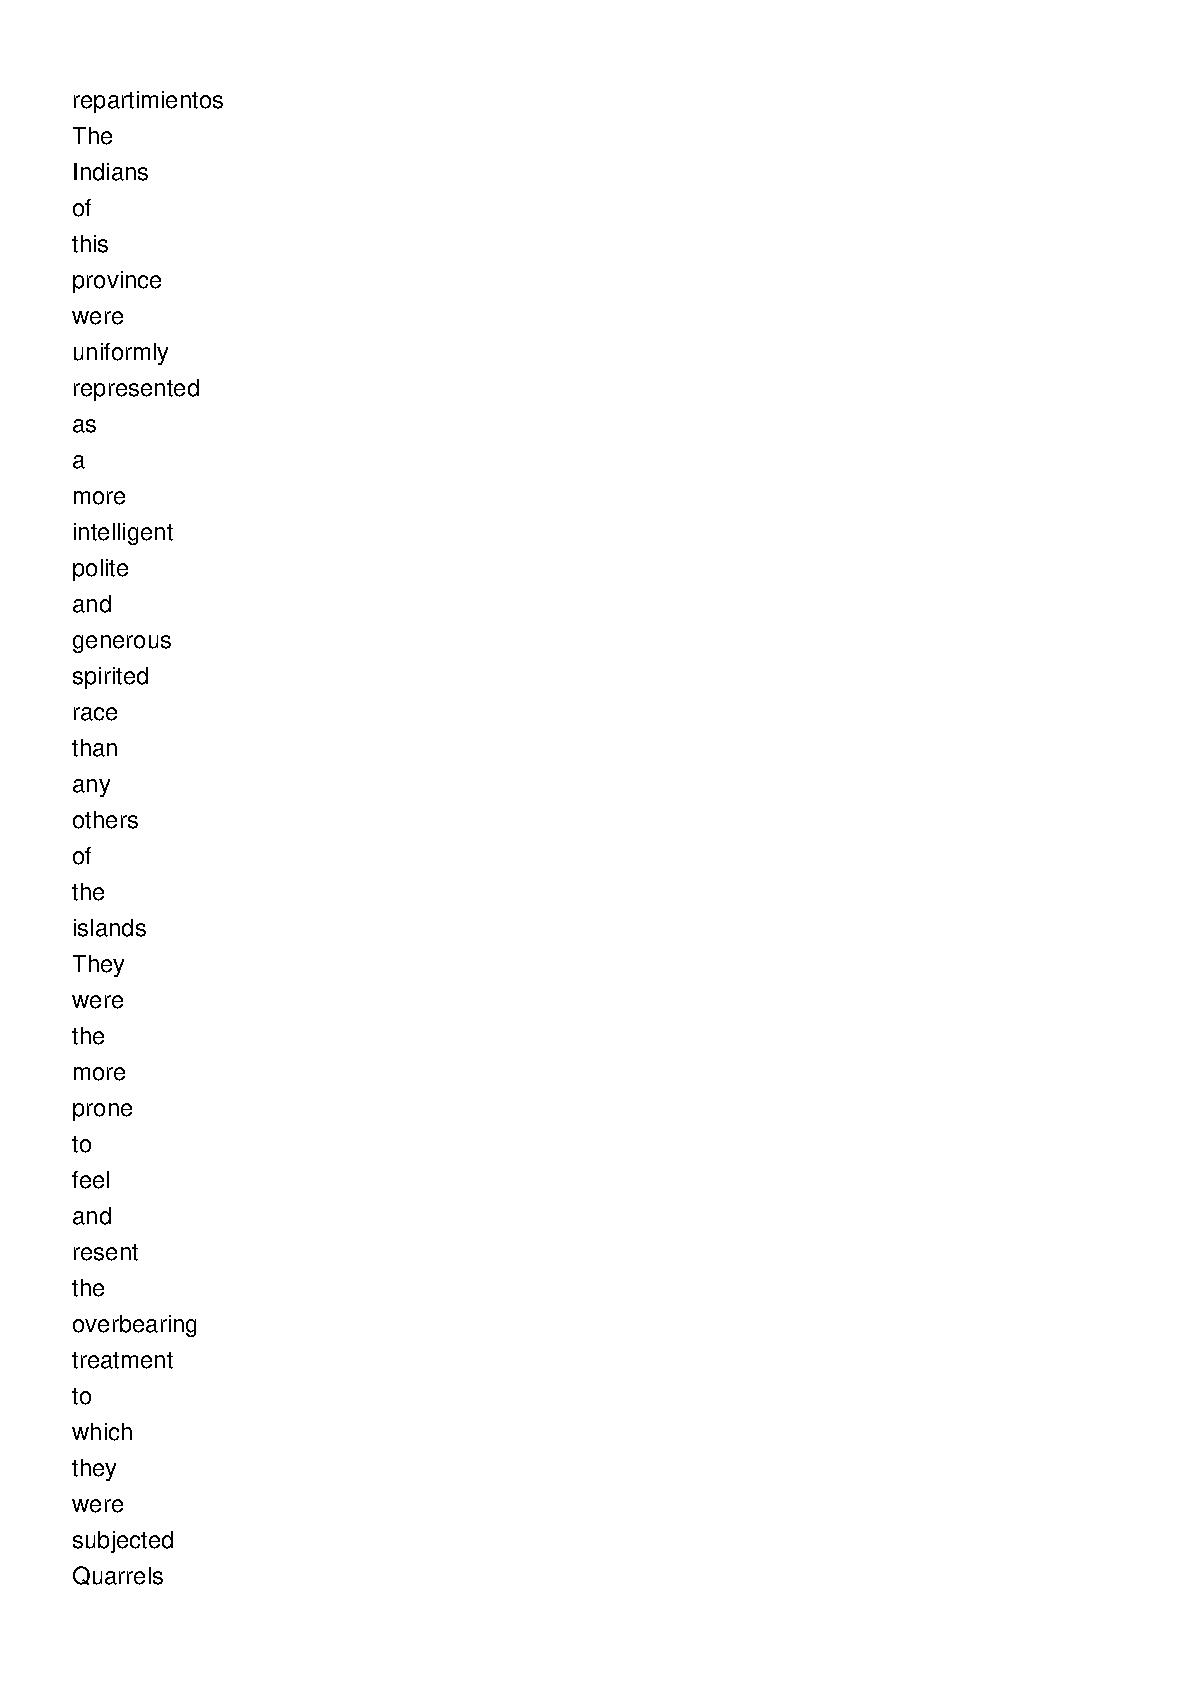 repartimientos
The
Indians
of
this
province
were
uniformly
represented
as
a
more
intelligent
polite
and
generous
spirited
race
than
any
others
of
the
islands
They
were
the
more
prone
to
feel
and
resent
the
overbearing
treatment
to
which
they
were
subjected
Quarrels